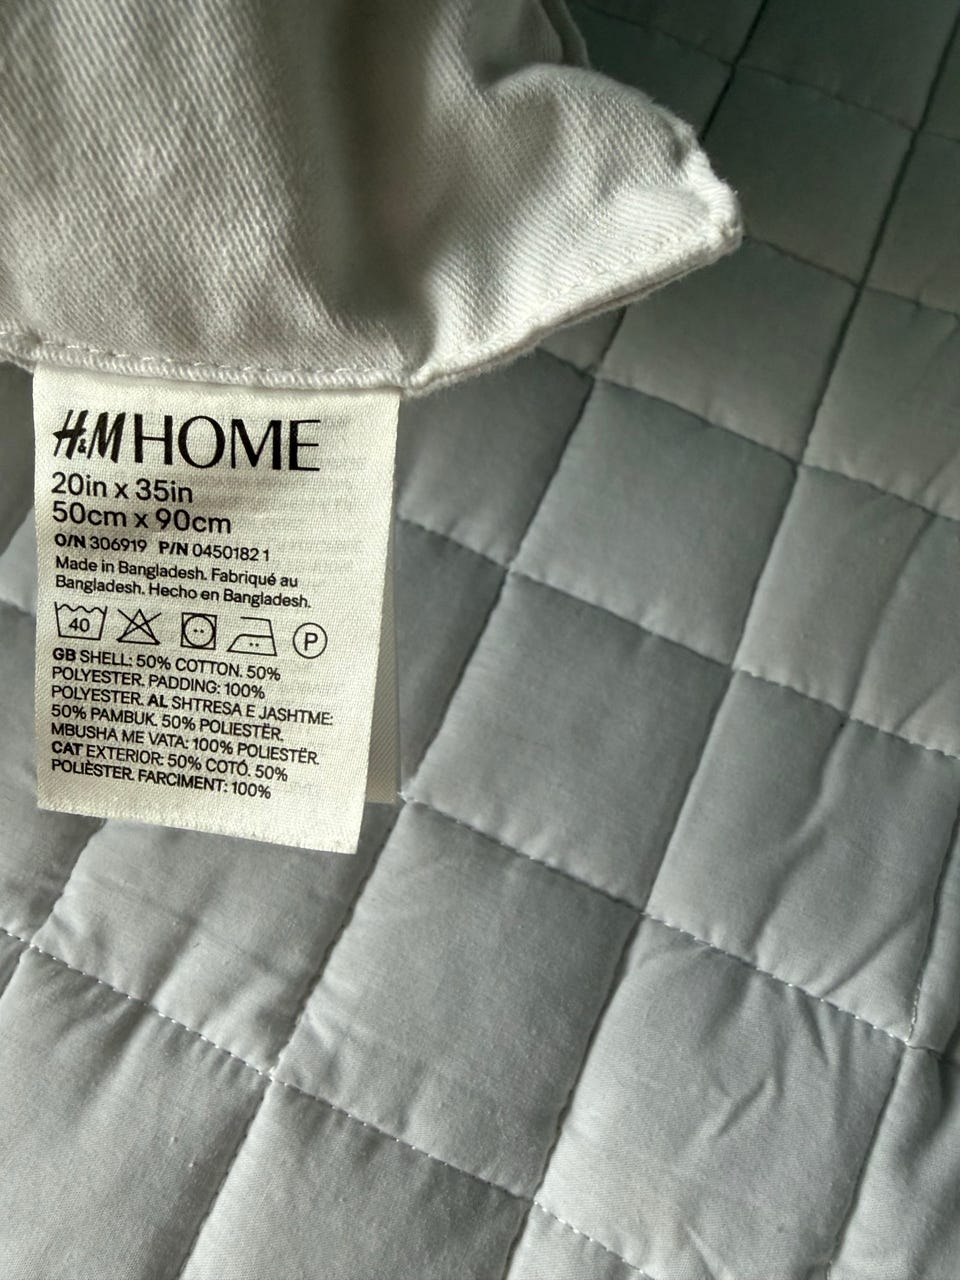 H&M HOME
20in x 35in
50cm x 90cm
O/N 306919 P/N 0450182 1
Made in Bangladesh. Fabriqué au
Bangladesh. Hecho en Bangladesh.
40 P
GB SHELL: 50% COTTON. 50%
POLYESTER. PADDING: 100%
POLYESTER. AL SHTRESA E JASHTME:
50% PAMBUK. 50% POLIESTËR.
MBUSHA ME VATA: 100% POLIESTËR.
CAT EXTERIOR: 50% COTÓ. 50%
POLIÈSTER. FARCIMENT: 100%